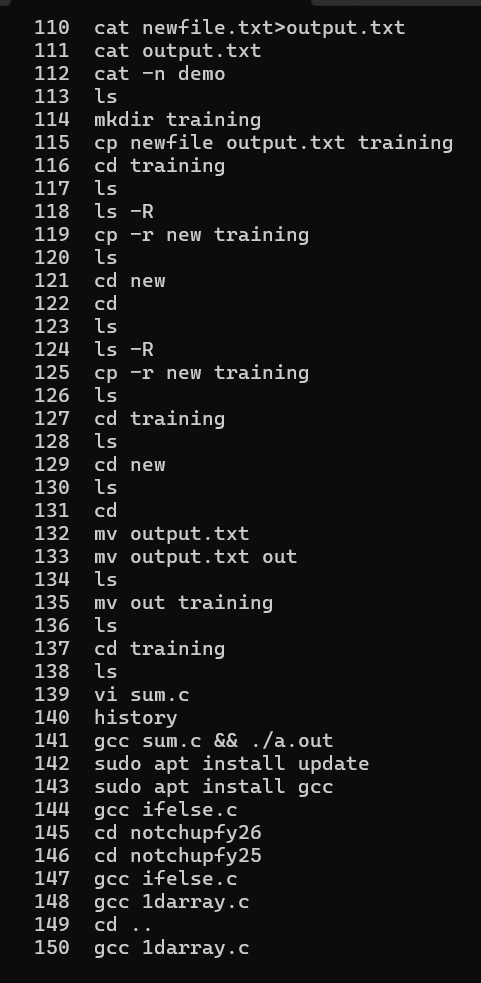 110 cat newfile.txt>output.txt
111 cat output.txt
112 cat -n demo
113 ls
114 mkdir training
115 cp newfile output.txt training
116 cd training
117 ls
118 ls -R
119 cp -r new training
120 ls
121 cd new
122 cd
123 ls
124 ls -R
125 cp -r new training
126 ls
127 cd training
128 ls
129 cd new
130 ls
131 cd
132 mv output.txt
133 mv output.txt out
134 ls
135 mv out training
136 ls
137 cd training
138 ls
139 vi sum.c
140 history
141 gcc sum.c && ./a.out
142 sudo apt install update
143 sudo apt install gcc
144 gcc ifelse.c
145 cd notchupfy26
146 cd notchupfy25
147 gcc ifelse.c
148 gcc 1darray.c
149 cd ..
150 gcc 1darray.c